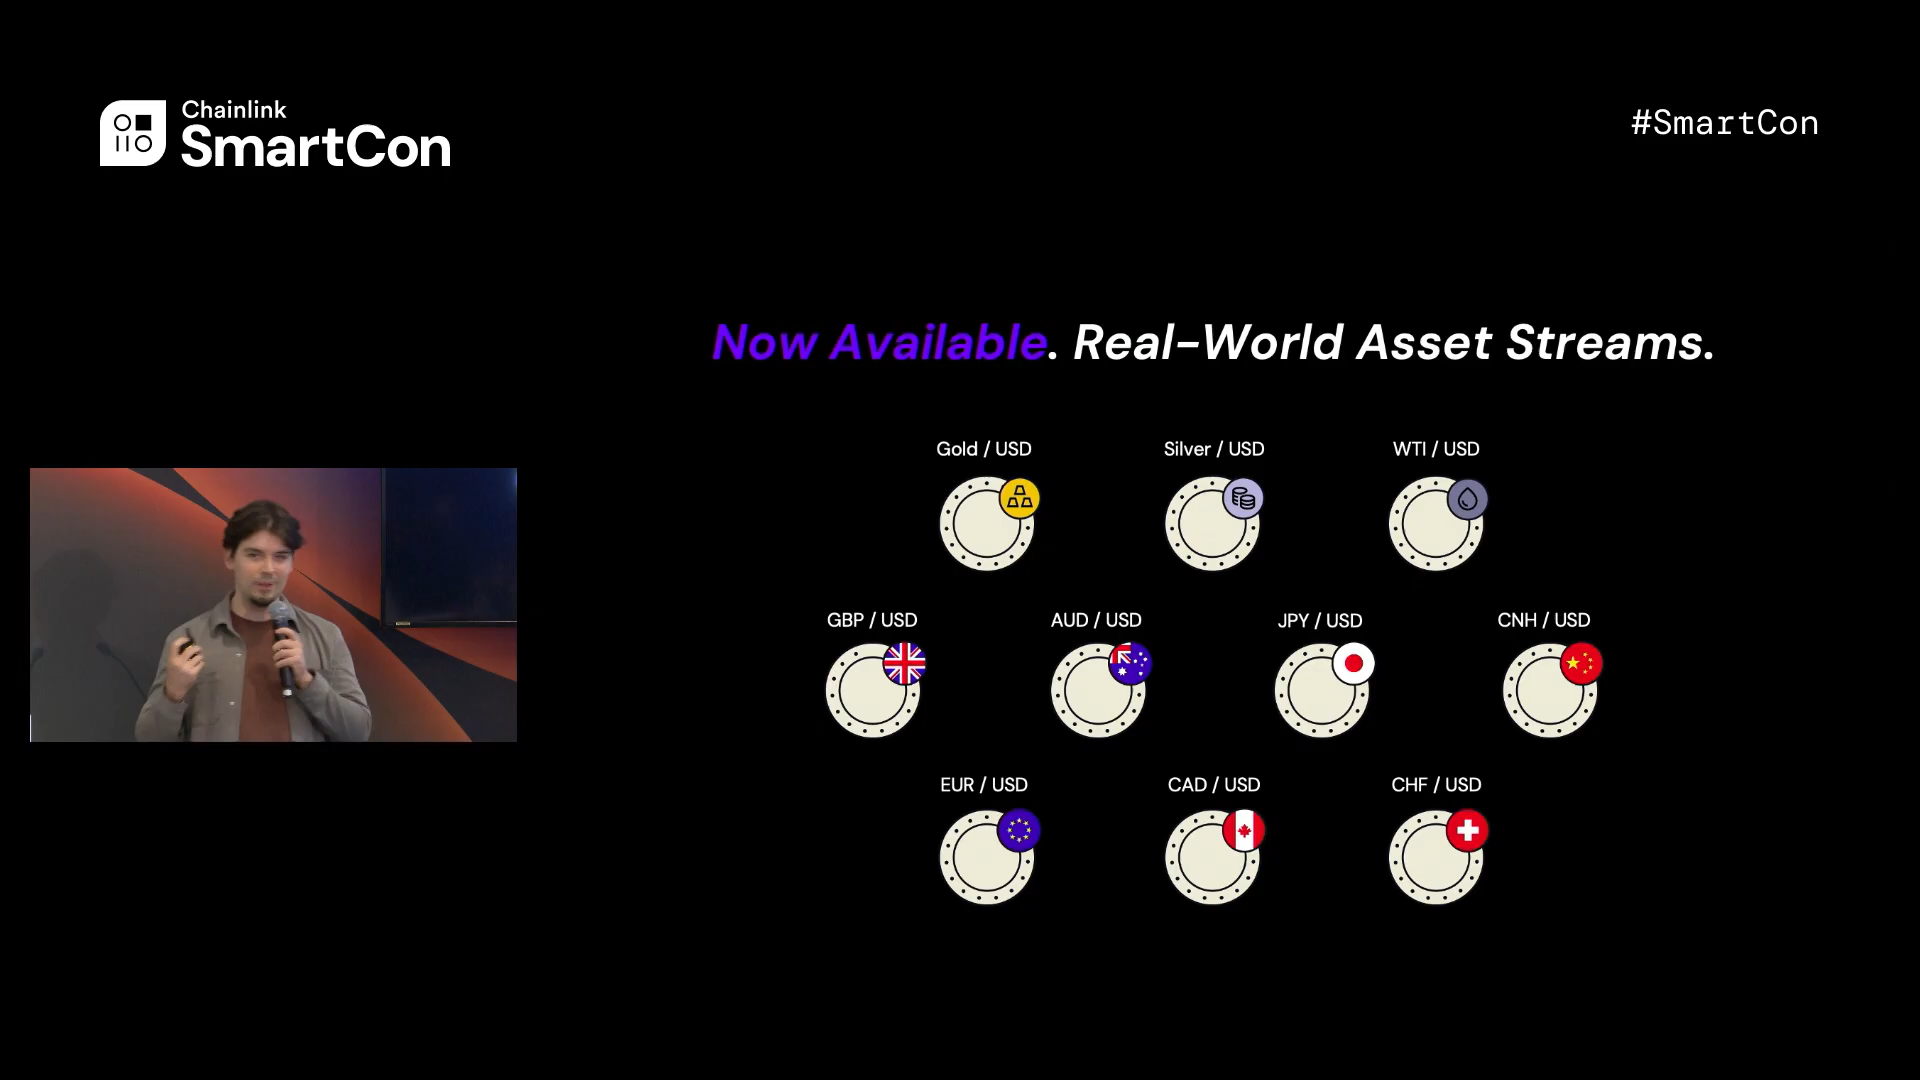 Chainlink
SmartCon
#SmartCon
Now Available. Real-World Asset Streams.
Gold / USD
Silver / USD
WTI / USD
GBP / USD
AUD / USD
JPY / USD
CNH / USD
EUR / USD
CAD / USD
CHF / USD